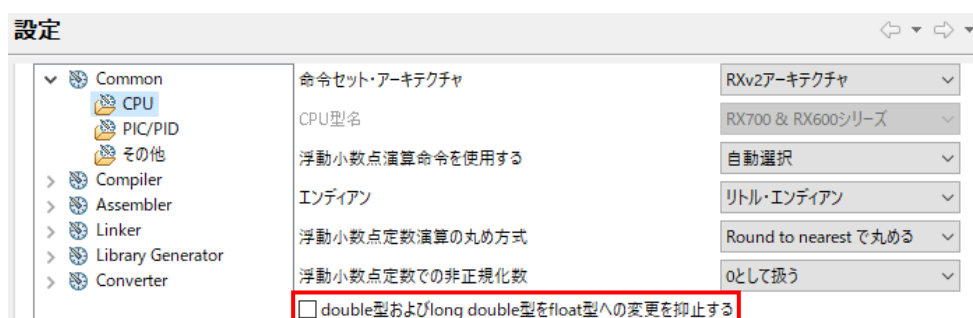 設定
Common
CPU
PIC/PID
その他
Compiler
Assembler
Linker
Library Generator
Converter
命令セット・アーキテクチャ RXv2アーキテクチャ
CPU型名 RX700 & RX600シリーズ
浮動小数点演算命令を使用する 自動選択
エンディアン リトル・エンディアン
浮動小数点定数演算の丸め方式 Round to nearest で丸める
浮動小数点定数での非正規化数 0として扱う
double型およびlong double型をfloat型への変更を抑止する